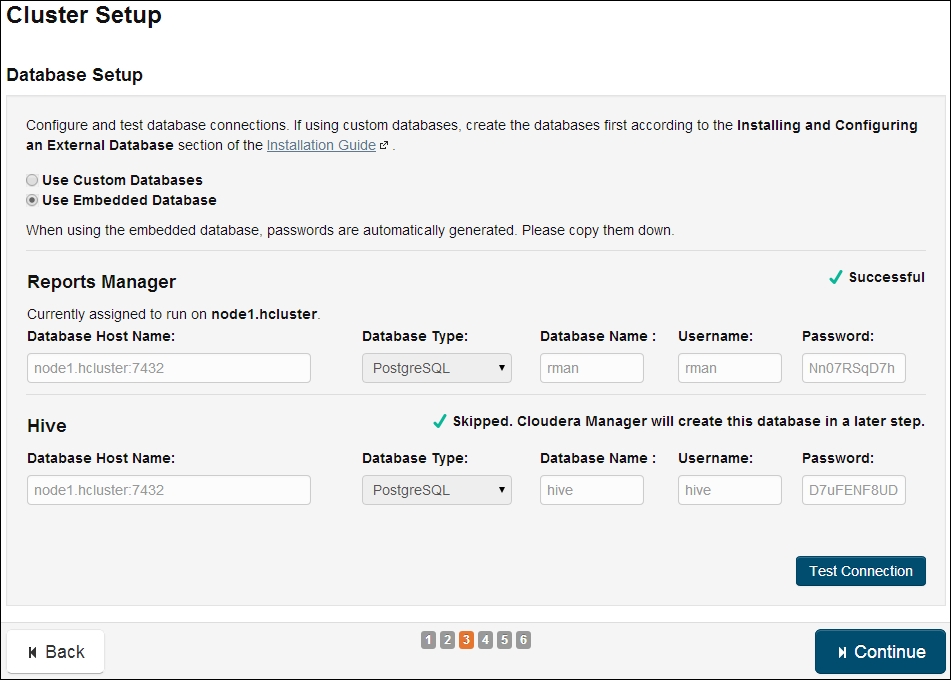 Cluster Setup
Database Setup
Configure and test database connections. If using custom databases, create the databases first according to the Installing and Configuring
an External Database section of the Installation Guide .
Use Custom Databases
Use Embedded Database
When using the embedded database, passwords are automatically generated. Please copy them down.
Reports Manager
Successful
Currently assigned to run on node1.hcluster.
Database Host Name: Database Type: Database Name : Username: Password:
node1.hcluster:7432 PostgreSQL rman rman Nn07RSqD7h
Hive
Skipped. Cloudera Manager will create this database in a later step.
Database Host Name: Database Type: Database Name : Username: Password:
node1.hcluster:7432 PostgreSQL hive hive D7uFENF8UD
Test Connection
Back
1 2 3 4 5 6
Continue